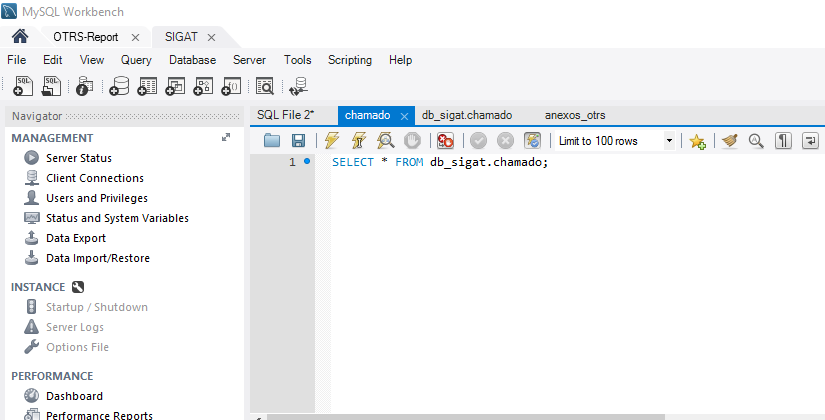 MySQL Workbench
OTRS-Report SIGAT
File Edit View Query Database Server Tools Scripting Help
Navigator
MANAGEMENT
Server Status
Client Connections
Users and Privileges
Status and System Variables
Data Export
Data Import/Restore
INSTANCE
Startup / Shutdown
Server Logs
Options File
PERFORMANCE
Dashboard
Performance Reports
SQL File 2* chamado db_sigat.chamado anexos_otrs
Limit to 100 rows
1 SELECT * FROM db_sigat.chamado;